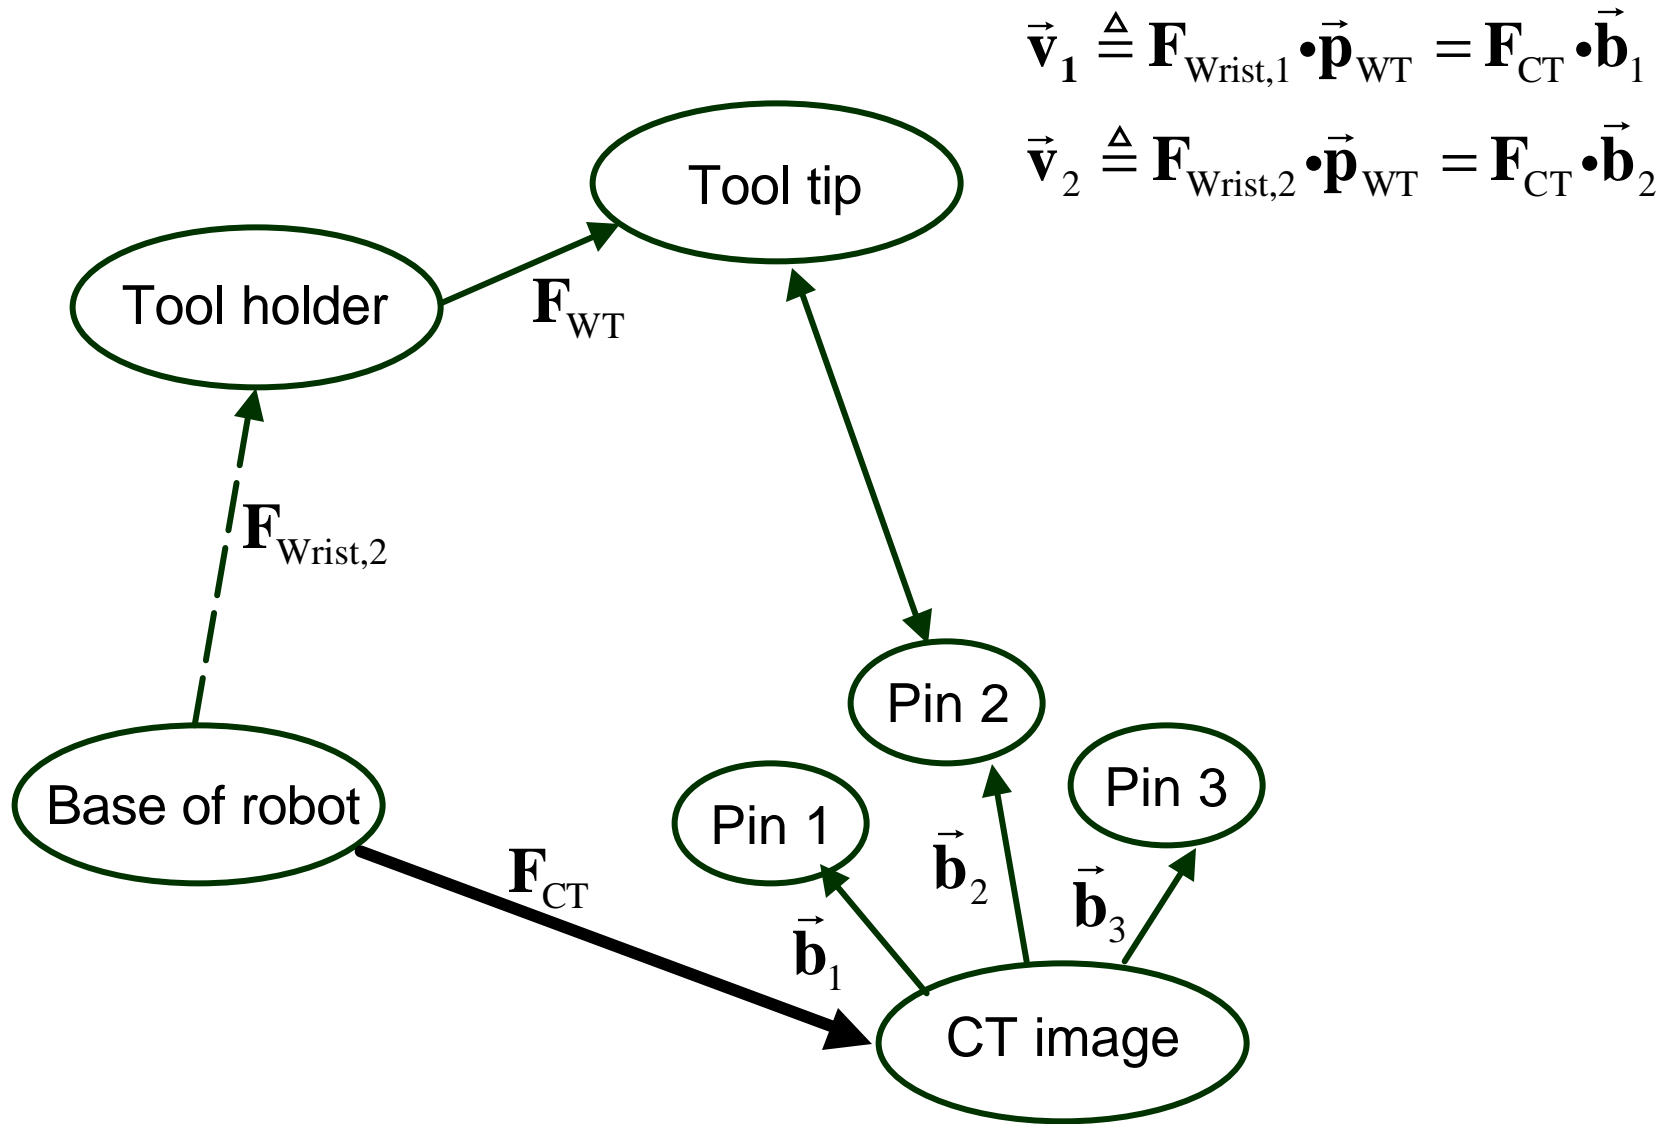 v⃗₁ ≜ F_Wrist,1 • p⃗_WT = F_CT • b⃗₁
v⃗₂ ≜ F_Wrist,2 • p⃗_WT = F_CT • b⃗₂
Tool tip
Tool holder
F_WT
F_Wrist,2
Pin 2
Pin 3
Base of robot
Pin 1
F_CT
b⃗₂
b⃗₃
b⃗₁
CT image